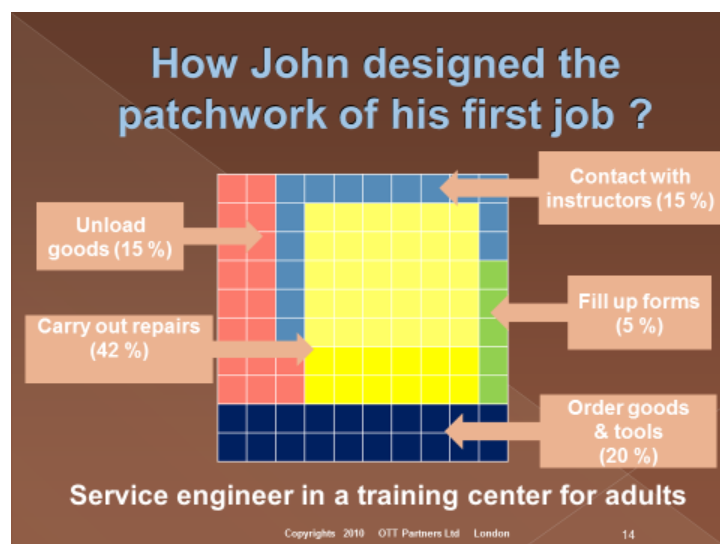 How John designed the
patchwork of his first job ?
Contact with
instructors (15 %)
Unload
goods (15 %)
Fill up forms
(5 %)
Carry out repairs
(42 %)
Order goods
& tools
(20 %)
Service engineer in a training center for adults
Copyrights 2010 OTT Partners Ltd London
14